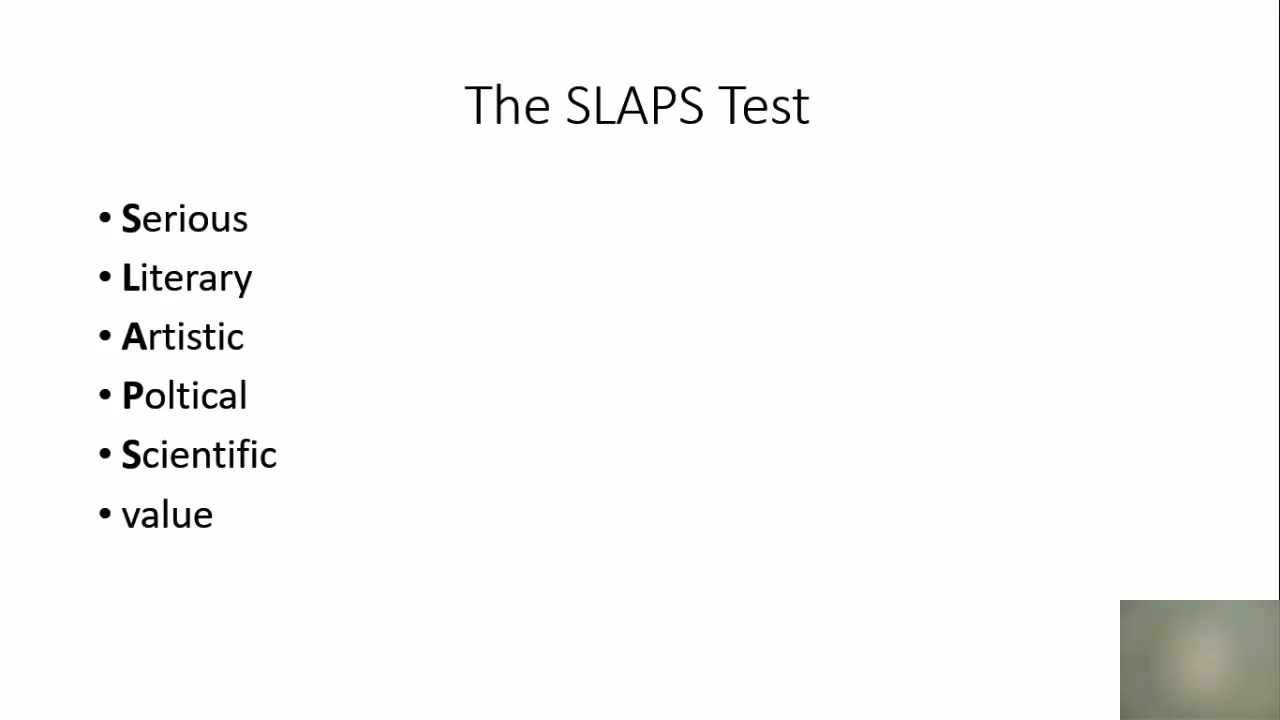 The SLAPS Test
• Serious
• Literary
• Artistic
• Poltical
• Scientific
• value